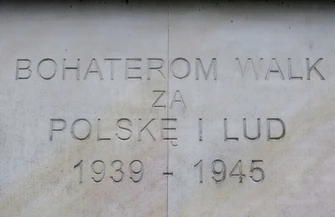 BOHATEROM WALK
ZA
POLSKĘ I LUD
1939 - 1945